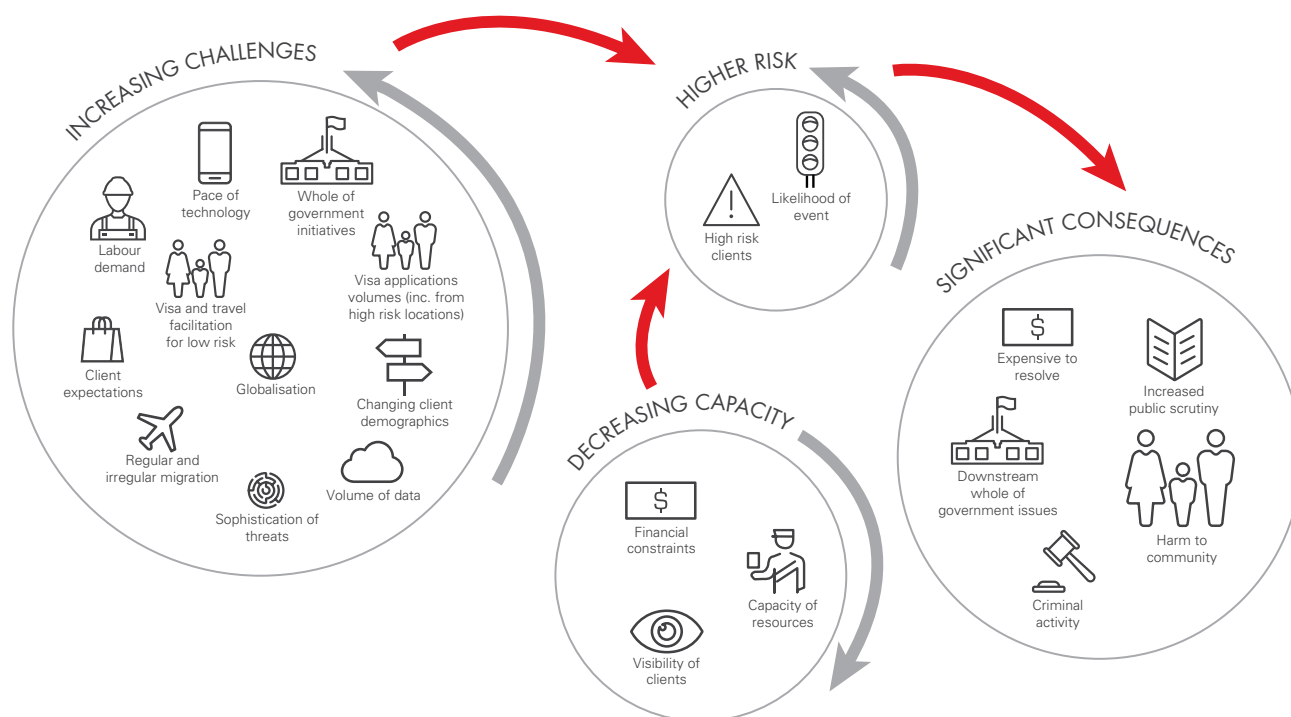 INCREASING CHALLENGES
Pace of
technology
Whole of
government
initiatives
Labour
demand
Visa and travel
facilitation
for low risk
Visa applications
volumes (inc. from
high risk locations)
Client
expectations
Globalisation
Changing client
demographics
Regular and
irregular migration
Volume of data
Sophistication of
threats
HIGHER RISK
Likelihood of
event
High risk
clients
DECREASING CAPACITY
$
Financial
constraints
Capacity of
resources
Visibility of
clients
SIGNIFICANT CONSEQUENCES
$
Expensive to
resolve
Increased
public scrutiny
Downstream
whole of
government issues
Harm to
community
Criminal
activity